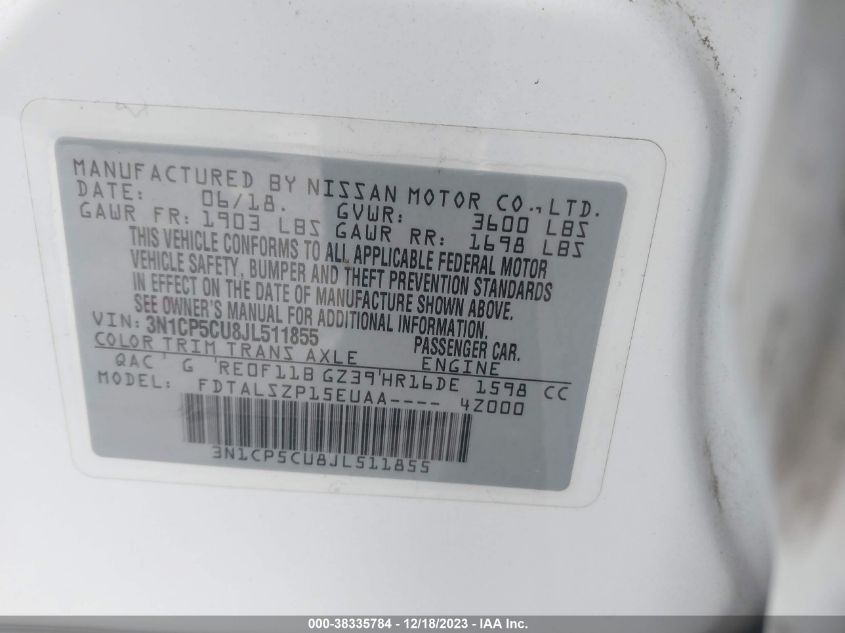 MANUFACTURED BY NISSAN MOTOR CO.,LTD.
DATE: 06/18. GVWR: 3600 LBS
GAWR FR: 1903 LBS GAWR RR: 1698 LBS
THIS VEHICLE CONFORMS TO ALL APPLICABLE FEDERAL MOTOR
VEHICLE SAFETY, BUMPER AND THEFT PREVENTION STANDARDS
IN EFFECT ON THE DATE OF MANUFACTURE SHOWN ABOVE.
SEE OWNER'S MANUAL FOR ADDITIONAL INFORMATION.
VIN: 3N1CP5CU8JL511855 PASSENGER CAR.
COLOR TRIM TRANS AXLE ENGINE
QAC' G 'RE0F11B GZ39'HR16DE 1598 CC
MODEL: FDTALSZP15EUAA---- 4Z000
3N1CP5CU8JL511855
000-38335784 - 12/18/2023 - IAA Inc.